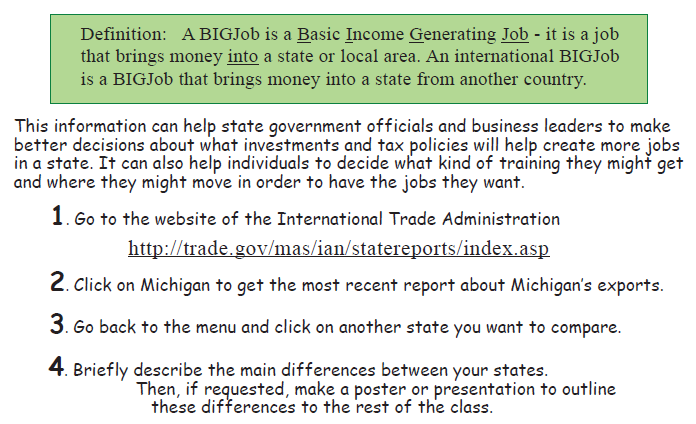 Definition: A BIGJob is a Basic Income Generating Job - it is a job
that brings money into a state or local area. An international BIGJob
is a BIGJob that brings money into a state from another country.
This information can help state government officials and business leaders to make
better decisions about what investments and tax policies will help create more jobs
in a state. It can also help individuals to decide what kind of training they might get
and where they might move in order to have the jobs they want.
1. Go to the website of the International Trade Administration
http://trade.gov/mas/ian/statereports/index.asp
2. Click on Michigan to get the most recent report about Michigan's exports.
3. Go back to the menu and click on another state you want to compare.
4. Briefly describe the main differences between your states.
Then, if requested, make a poster or presentation to outline
these differences to the rest of the class.